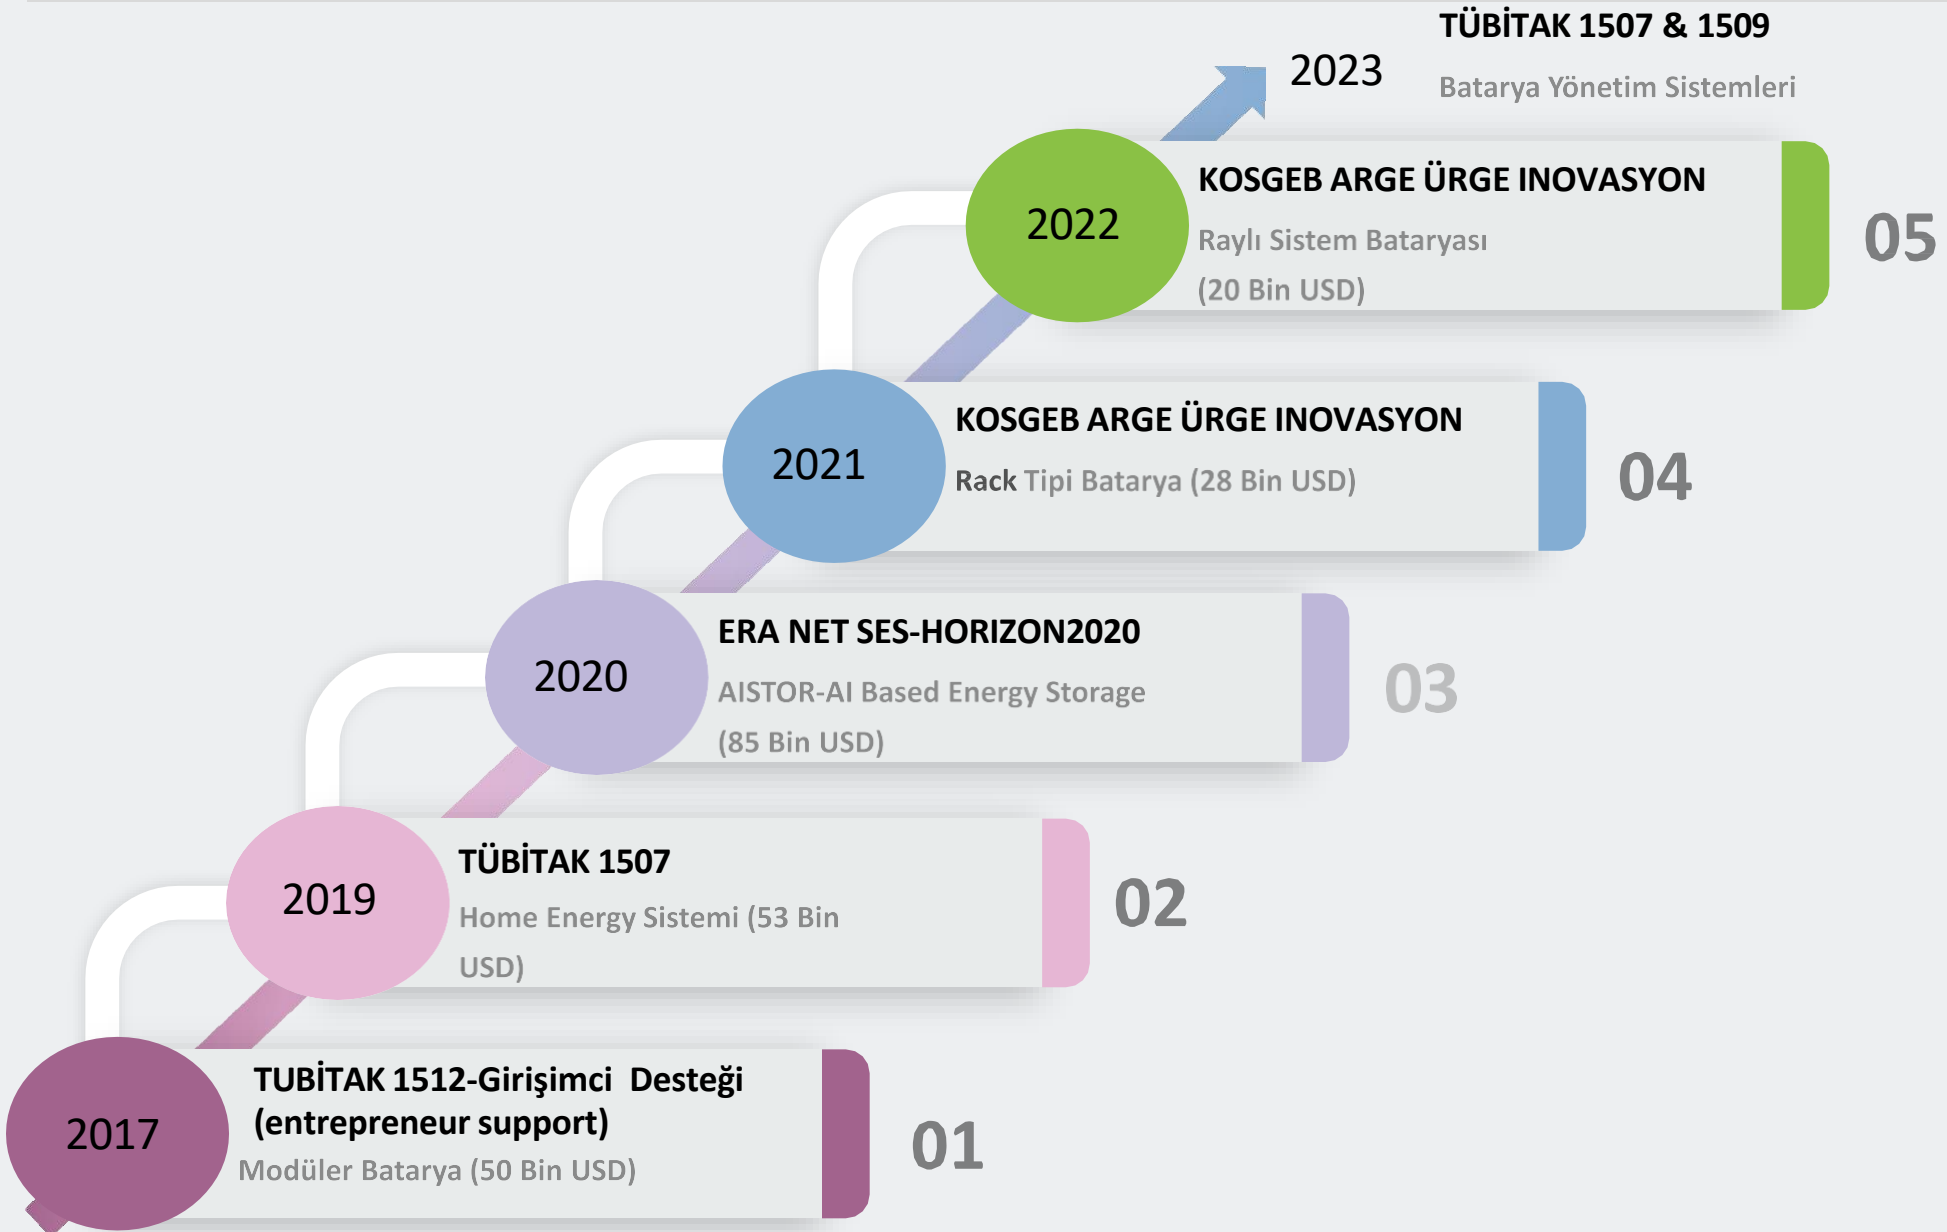 TÜBİTAK 1507 & 1509
2023
Batarya Yönetim Sistemleri
KOSGEB ARGE ÜRGE INOVASYON
2022
Raylı Sistem Bataryası
(20 Bin USD)
05
KOSGEB ARGE ÜRGE INOVASYON
2021
Rack Tipi Batarya (28 Bin USD)
04
ERA NET SES-HORIZON2020
2020
AISTOR-AI Based Energy Storage
(85 Bin USD)
03
TÜBİTAK 1507
2019
Home Energy Sistemi (53 Bin
USD)
02
TUBİTAK 1512-Girişimci  Desteği
(entrepreneur support)
2017
Modüler Batarya (50 Bin USD)
01